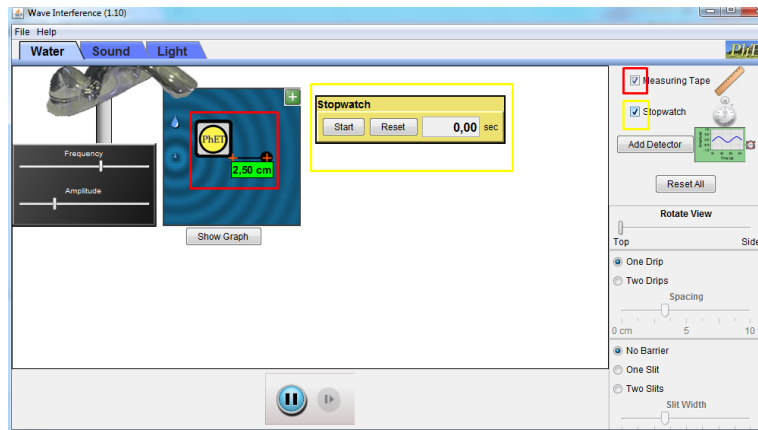 Wave Interference (1.10)
File Help
Water Sound Light
PhET
Measuring Tape
Stopwatch
Add Detector
Reset All
Rotate View
Top Side
One Drip
Two Drips
Spacing
0 cm 5 10
No Barrier
One Slit
Two Slits
Slit Width
Frequency
Amplitude
PhET
2,50 cm
Show Graph
Stopwatch
Start Reset 0,00 sec